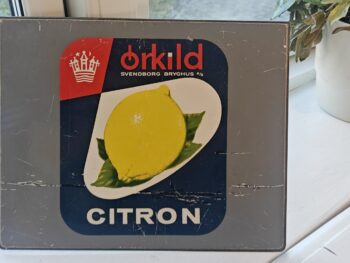 ørkild
SVENDBORG BRYGHUS A/S
CITRON